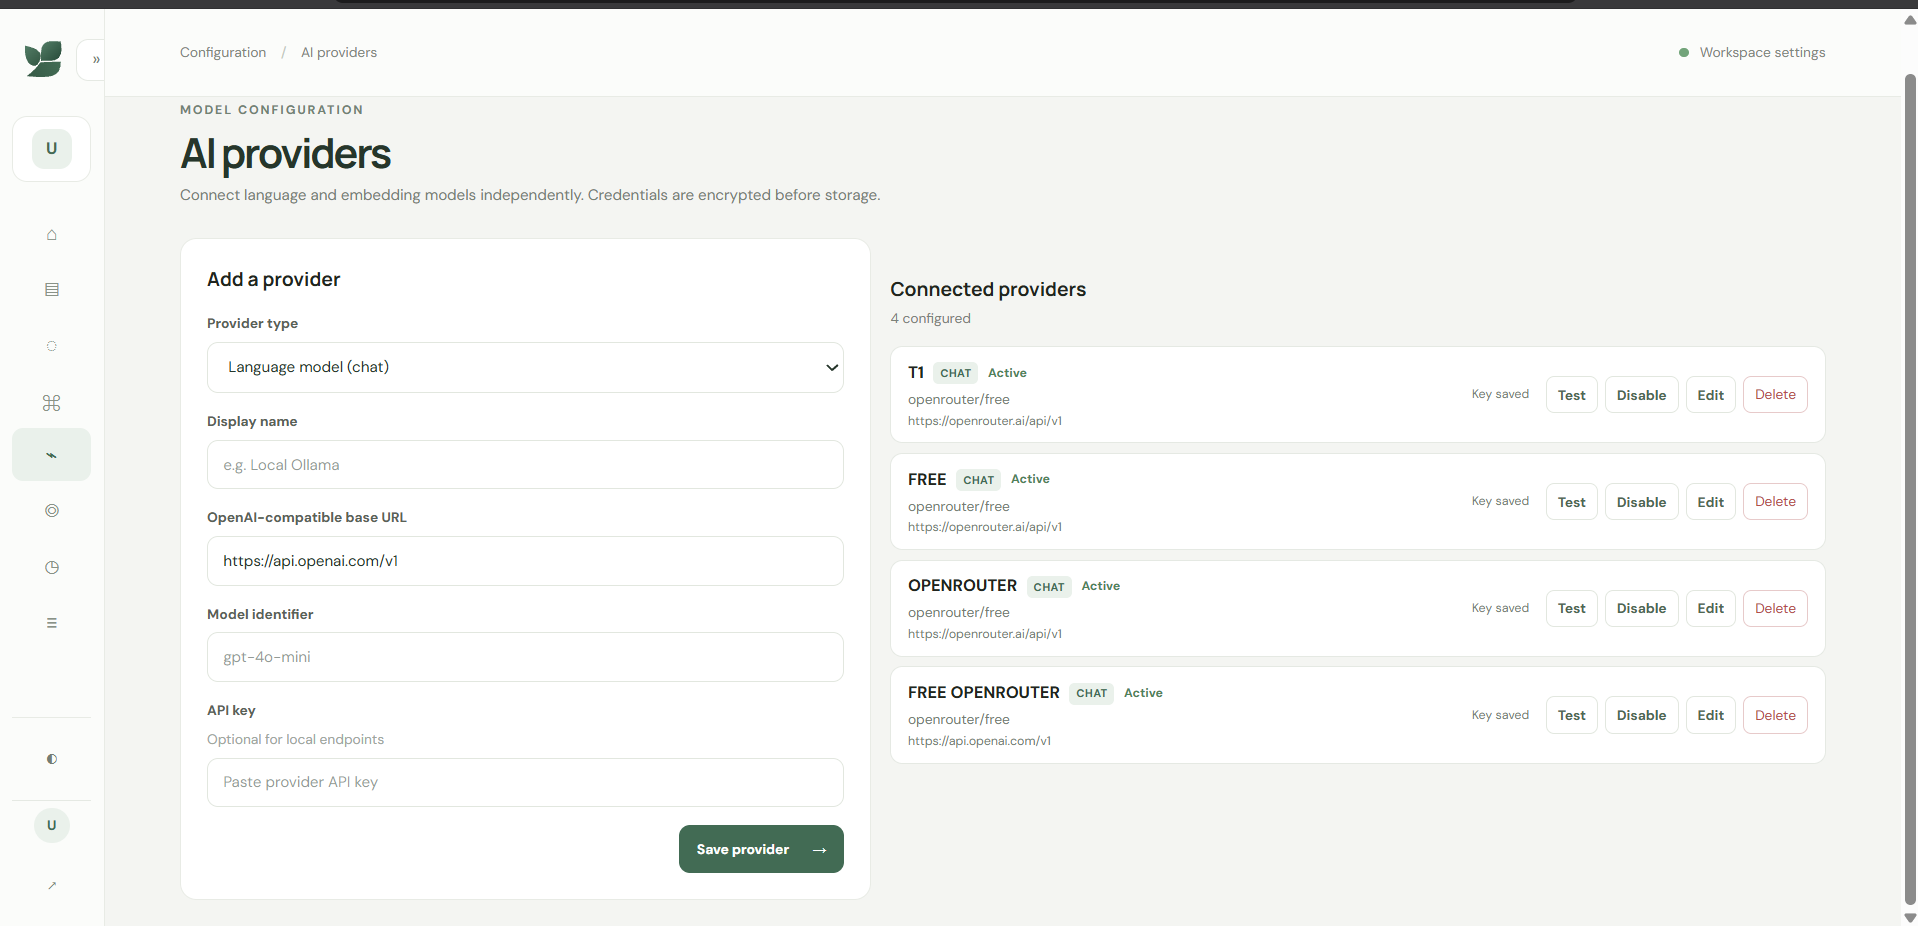 »
Configuration / AI providers
Workspace settings
U
MODEL CONFIGURATION
AI providers
Connect language and embedding models independently. Credentials are encrypted before storage.
Add a provider
Provider type
Language model (chat)
Display name
e.g. Local Ollama
OpenAI-compatible base URL
https://api.openai.com/v1
Model identifier
gpt-4o-mini
API key
Optional for local endpoints
Paste provider API key
Save provider →
Connected providers
4 configured
T1 CHAT Active
openrouter/free
https://openrouter.ai/api/v1
Key saved Test Disable Edit Delete
FREE CHAT Active
openrouter/free
https://openrouter.ai/api/v1
Key saved Test Disable Edit Delete
OPENROUTER CHAT Active
openrouter/free
https://openrouter.ai/api/v1
Key saved Test Disable Edit Delete
FREE OPENROUTER CHAT Active
openrouter/free
https://api.openai.com/v1
Key saved Test Disable Edit Delete
U